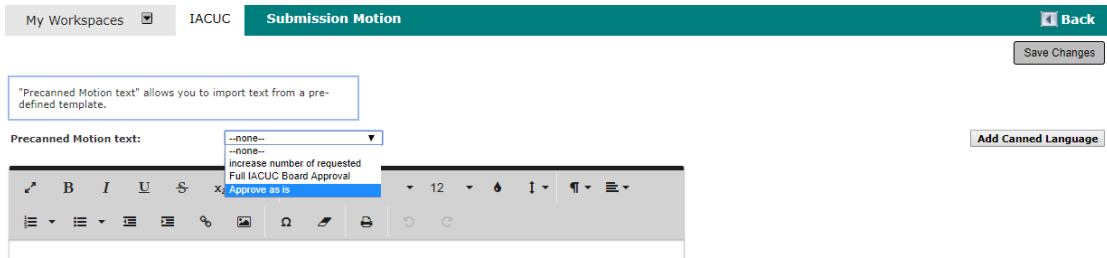 My Workspaces IACUC Submission Motion Back
Save Changes
"Precanned Motion text" allows you to import text from a pre-
defined template.
Precanned Motion text: --none-- Add Canned Language
--none--
increase number of requested
Full IACUC Board Approval
Approve as is
B I U S x 12 ¶
Ω